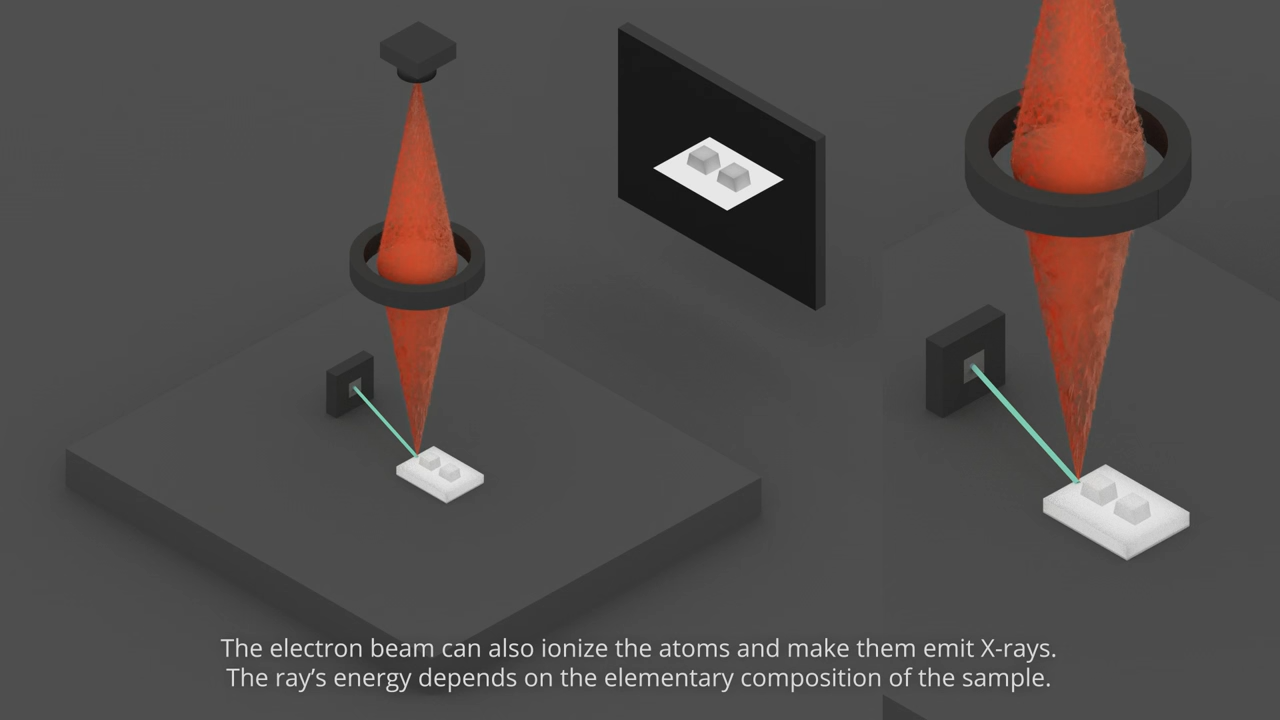 The electron beam can also ionize the atoms and make them emit X-rays.
The ray’s energy depends on the elementary composition of the sample.